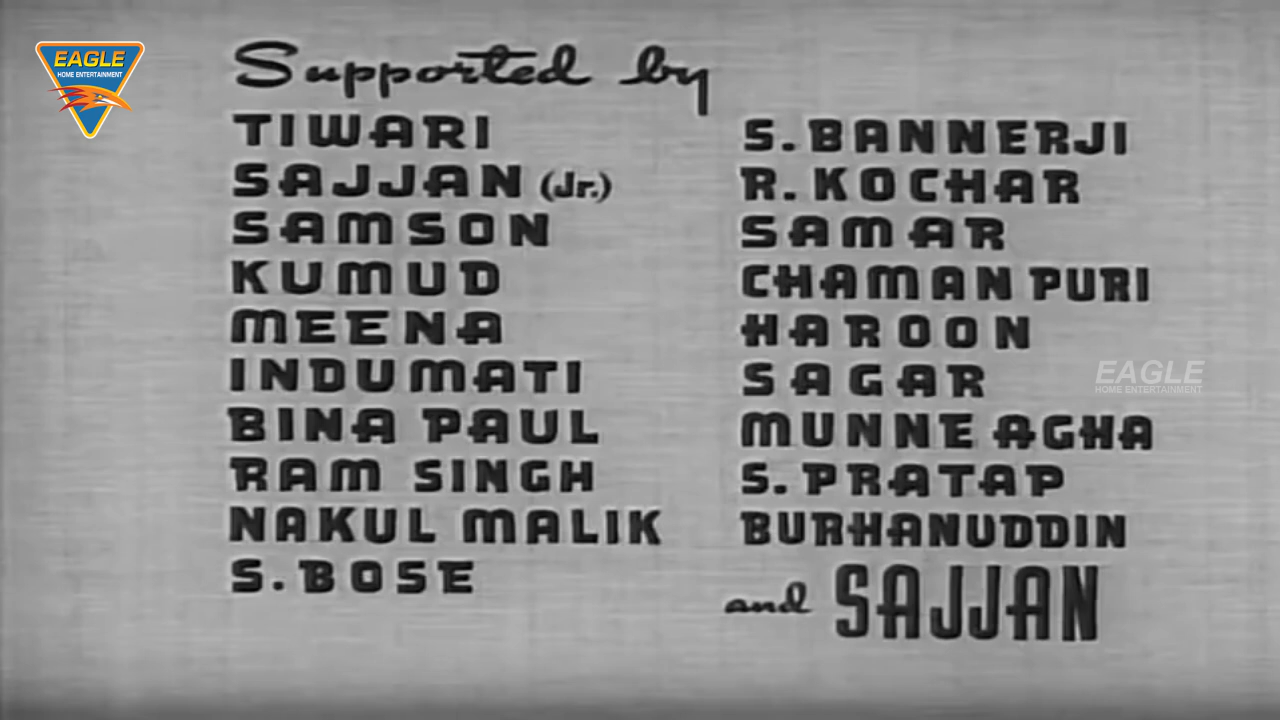 EAGLE
HOME ENTERTAINMENT
Supported by
TIWARI
SAJJAN (Jr.)
SAMSON
KUMUD
MEENA
INDUMATI
BINA PAUL
RAM SINGH
NAKUL MALIK
S. BOSE
S. BANNERJI
R. KOCHAR
SAMAR
CHAMAN PURI
HAROON
SAGAR
MUNNE AGHA
S. PRATAP
BURHANUDDIN
and SAJJAN
EAGLE
HOME ENTERTAINMENT